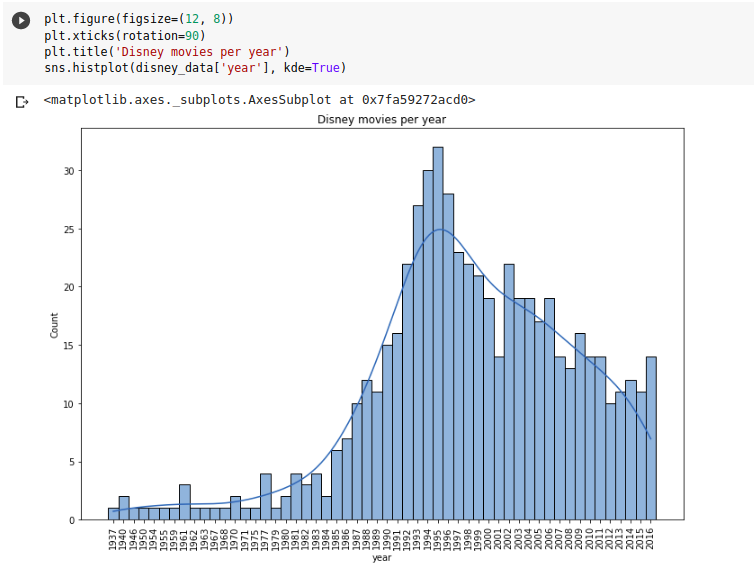 plt.figure(figsize=(12, 8))
plt.xticks(rotation=90)
plt.title('Disney movies per year')
sns.histplot(disney_data['year'], kde=True)
<matplotlib.axes._subplots.AxesSubplot at 0x7fa59272acd0>
Disney movies per year
30
25
20
15
10
5
0
Count
1937 1940 1946 1950 1954 1955 1959 1961 1962 1963 1967 1968 1970 1971 1975 1977 1979 1980 1981 1982 1983 1984 1985 1986 1987 1988 1989 1990 1991 1992 1993 1994 1995 1996 1997 1998 1999 2000 2001 2002 2003 2004 2005 2006 2007 2008 2009 2010 2011 2012 2013 2014 2015 2016
year